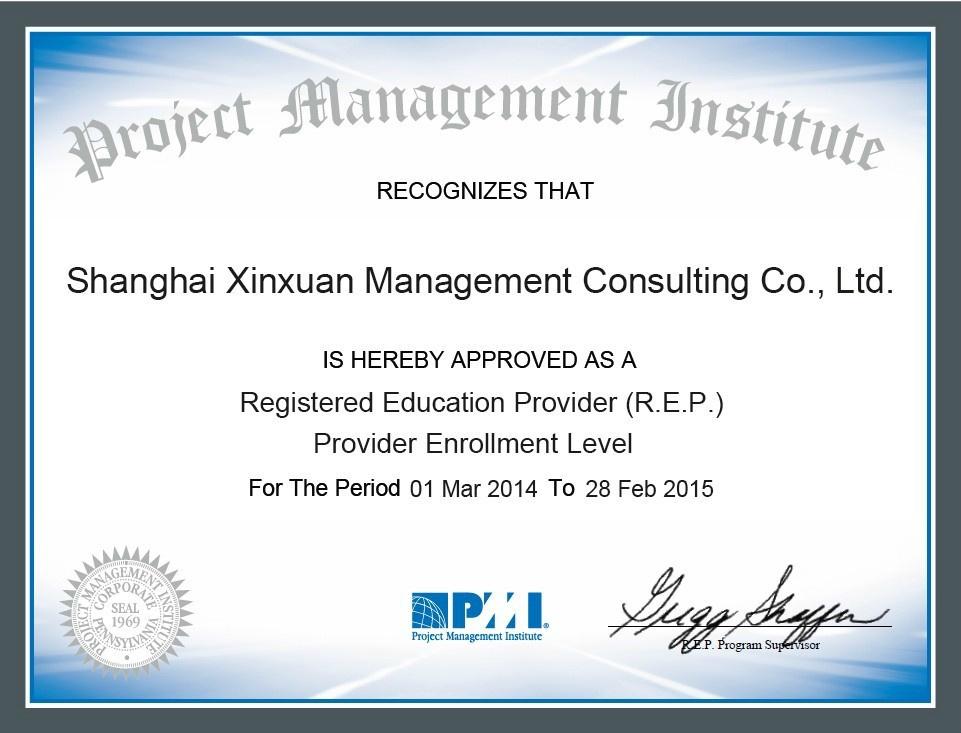 Project Management Institute
RECOGNIZES THAT
Shanghai Xinxuan Management Consulting Co., Ltd.
IS HEREBY APPROVED AS A
Registered Education Provider (R.E.P.)
Provider Enrollment Level
For The Period 01 Mar 2014 To 28 Feb 2015
PROJECT MANAGEMENT INSTITUTE
CORPORATE
SEAL
1969
PENNSYLVANIA
PMI®
Project Management Institute
R.E.P. Program Supervisor